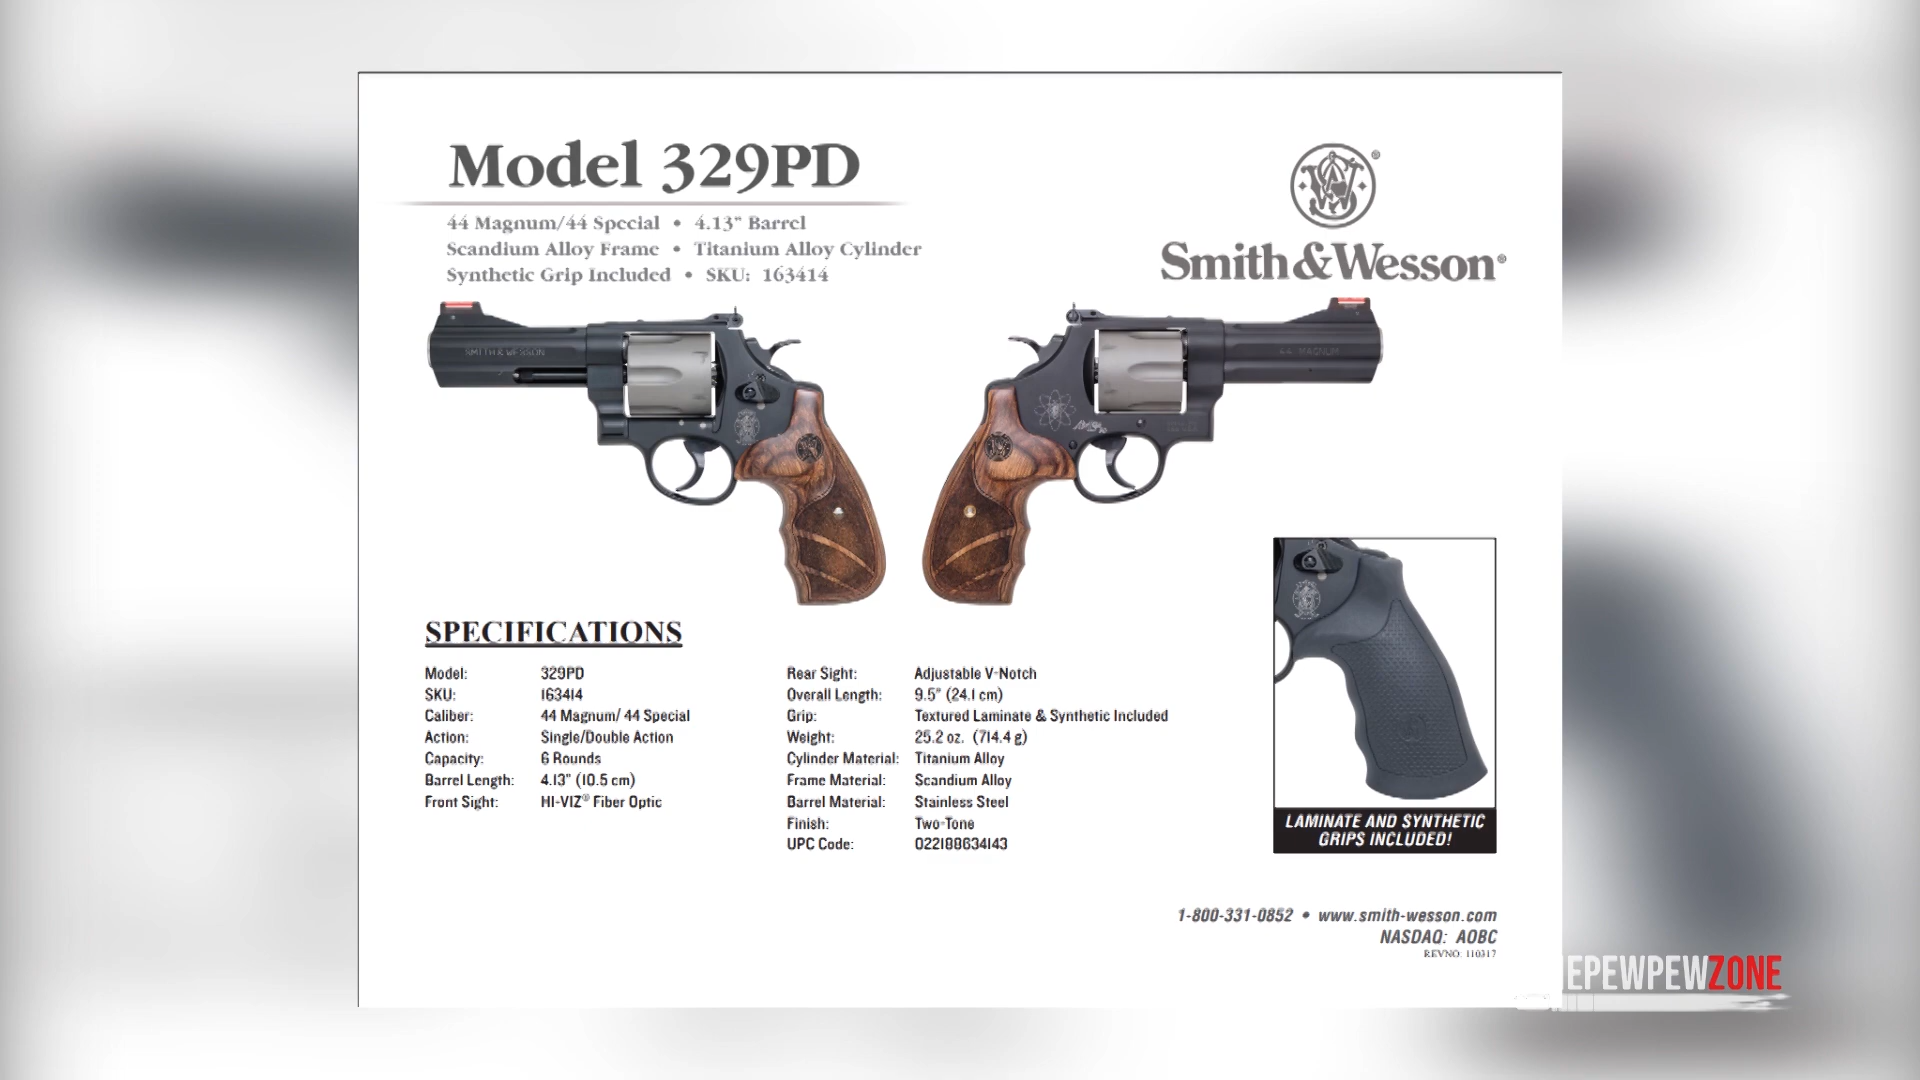 Model 329PD
44 Magnum/44 Special • 4.13" Barrel
Scandium Alloy Frame • Titanium Alloy Cylinder
Synthetic Grip Included • SKU: 163414
Smith&Wesson®
SMITH & WESSON
44 MAGNUM
SPECIFICATIONS
Model: 329PD
SKU: 163414
Caliber: 44 Magnum/ 44 Special
Action: Single/Double Action
Capacity: 6 Rounds
Barrel Length: 4.13" (10.5 cm)
Front Sight: HI-VIZ® Fiber Optic
Rear Sight: Adjustable V-Notch
Overall Length: 9.5" (24.1 cm)
Grip: Textured Laminate & Synthetic Included
Weight: 25.2 oz. (714.4 g)
Cylinder Material: Titanium Alloy
Frame Material: Scandium Alloy
Barrel Material: Stainless Steel
Finish: Two-Tone
UPC Code: 022188634143
LAMINATE AND SYNTHETIC
GRIPS INCLUDED!
1-800-331-0852 • www.smith-wesson.com
NASDAQ: AOBC
REVNO: 110317
EPEWPEWZONE